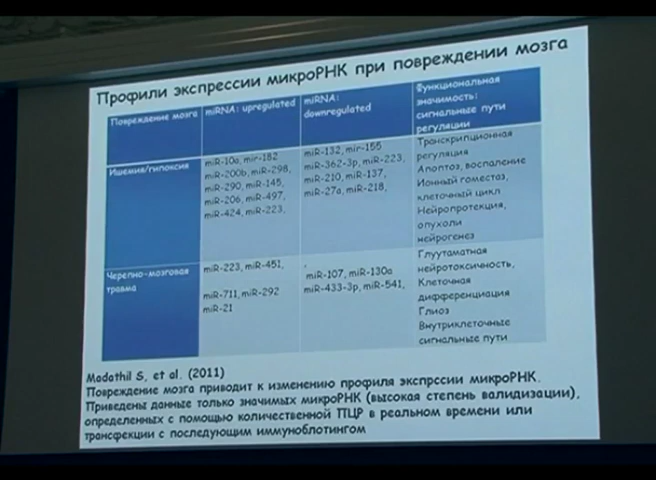 Профили экспрессии микроРНК при повреждении мозга
Повреждение мозга
miRNA: upregulated
miRNA:
downregulated
Функциональная
значимость:
сигнальные пути
регуляции
Ишемия/гипоксия
miR-10a, mir-182
miR-200b, miR-298,
miR-290, miR-145,
miR-206, miR-497,
miR-424, miR-223,
miR-132, mir-155
miR-362-3p, miR-223,
miR-210, miR-137,
miR-27a, miR-218,
Транскрипционная
регуляция
Апоптоз, воспаление
Ионный гомеостаз,
клеточный цикл
Нейропротекция,
опухоли
нейрогенез
Черепно-мозговая
травма
miR-223, miR-451,
miR-711, miR-292
miR-21
miR-107, miR-130a
miR-433-3p, miR-541,
Глуутаматная
нейротоксичность,
Клеточная
дифференциация
Глиоз
Внутриклеточные
сигнальные пути
Madathil S, et al. (2011)
Повреждение мозга приводит к изменению профиля экспрссии микроРНК.
Приведены данные только значимых микроРНК (высокая степень валидизации),
определенных с помощью количественной ПЦР в реальном времени или
трансфекции с последующим иммуноблотингом